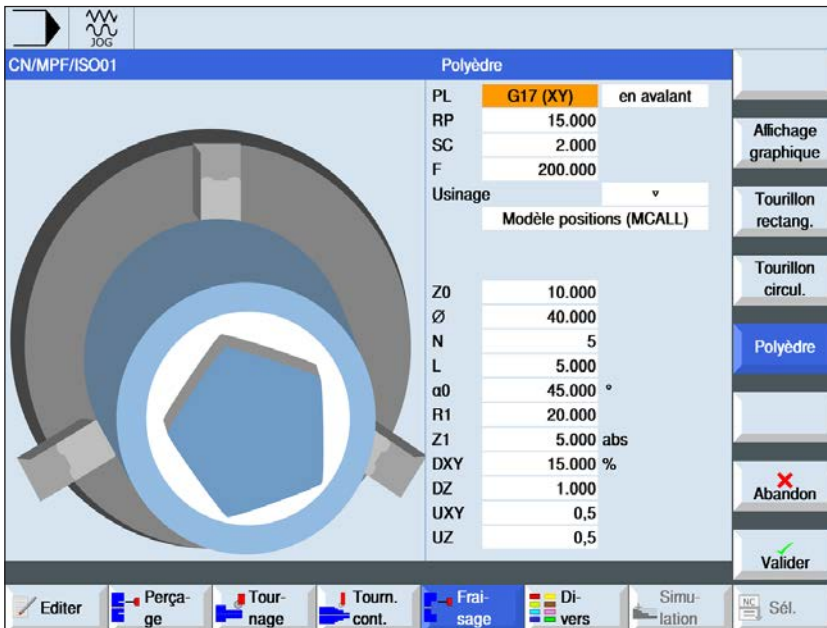 JOG
CN/MPF/ISO01
Polyèdre
PL G17 (XY) en avalant
RP 15.000
SC 2.000
F 200.000
Usinage ▿
Modèle positions (MCALL)
Z0 10.000
Ø 40.000
N 5
L 5.000
α0 45.000 °
R1 20.000
Z1 5.000 abs
DXY 15.000 %
DZ 1.000
UXY 0,5
UZ 0,5
Affichage
graphique
Tourillon
rectang.
Tourillon
circul.
Polyèdre
Abandon
Valider
Editer
Perça-
ge
Tour-
nage
Tourn.
cont.
Frai-
sage
Di-
vers
Simu-
lation
NC
Sél.